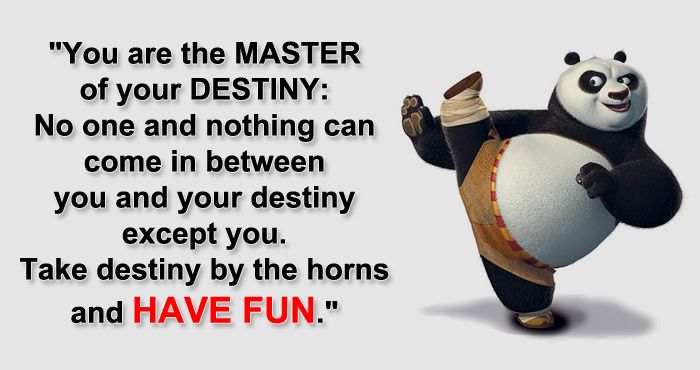 "You are the MASTER
of your DESTINY:
No one and nothing can
come in between
you and your destiny
except you.
Take destiny by the horns
and HAVE FUN."